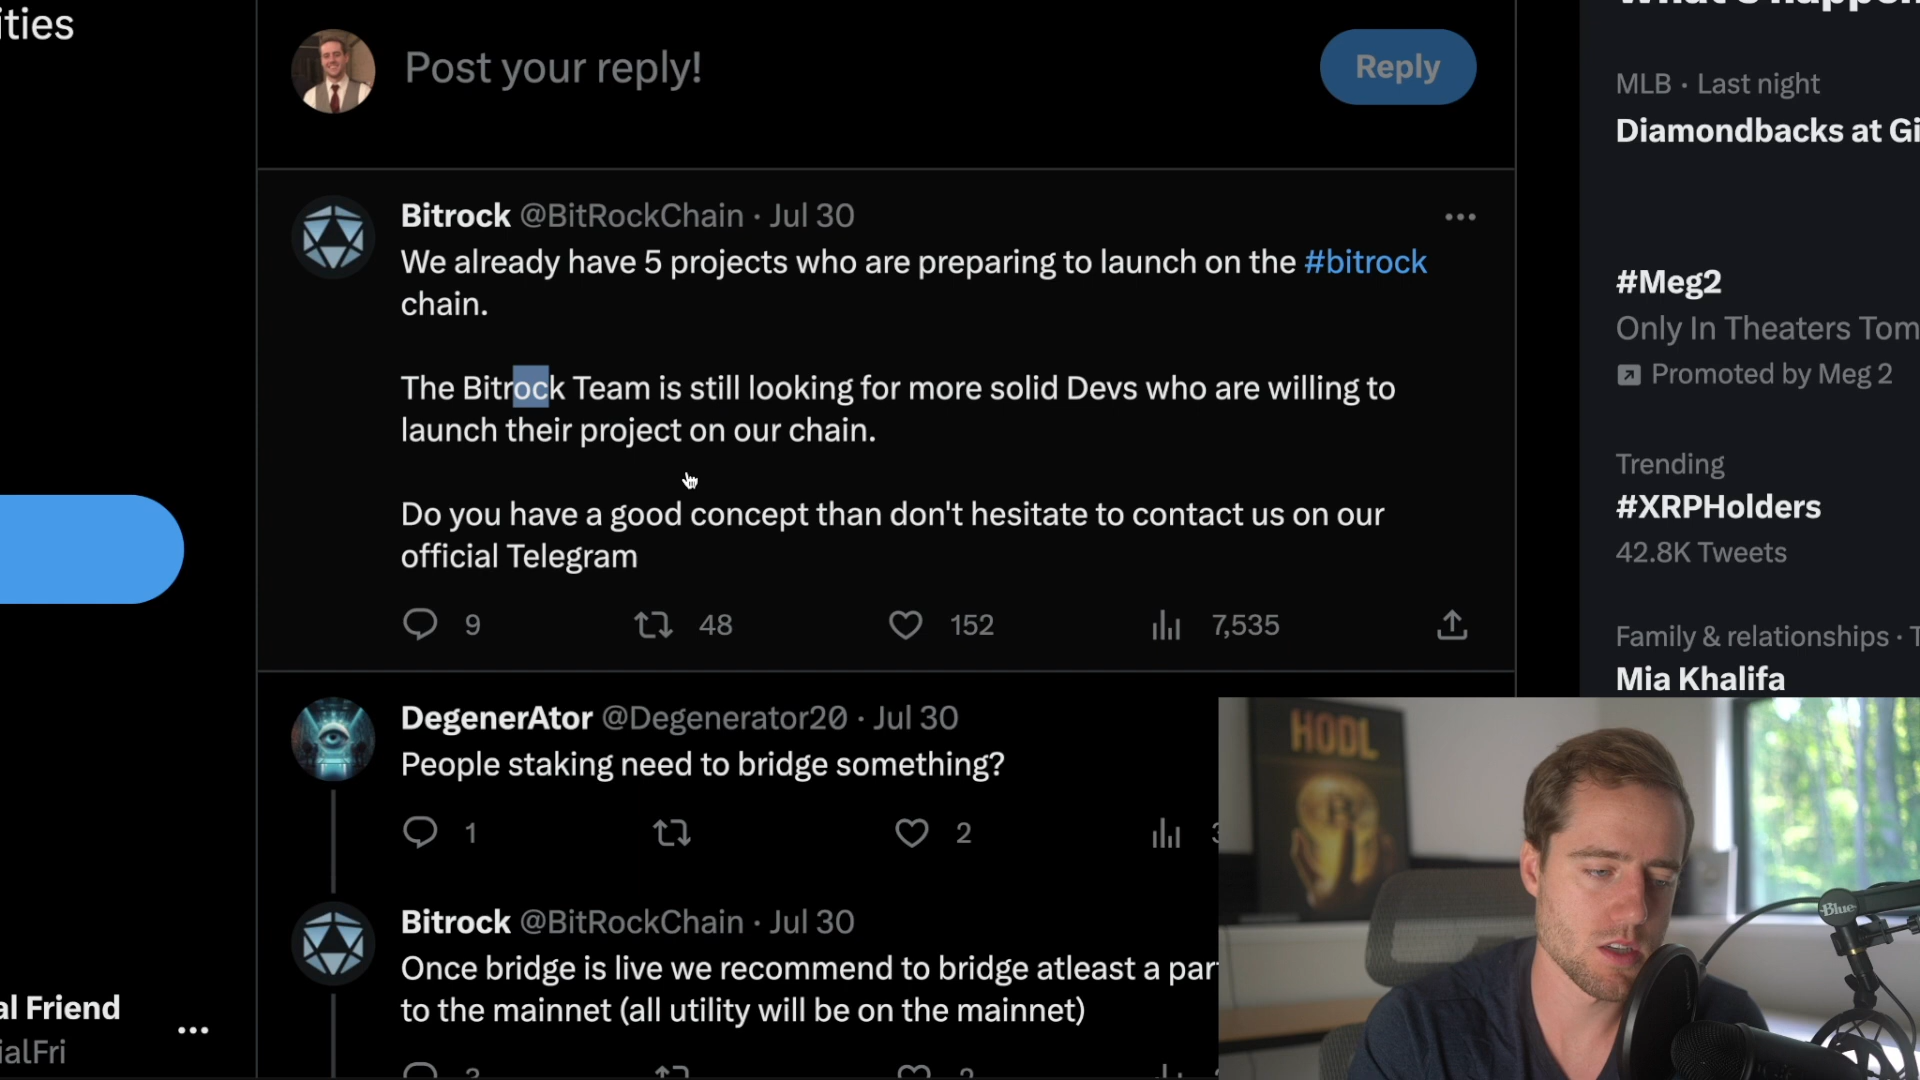 ities
Post your reply!
Reply
Bitrock @BitRockChain · Jul 30
We already have 5 projects who are preparing to launch on the #bitrock
chain.
The Bitrock Team is still looking for more solid Devs who are willing to
launch their project on our chain.
Do you have a good concept than don't hesitate to contact us on our
official Telegram
9 48 152 7,535
DegenerAtor @Degenerator20 · Jul 30
People staking need to bridge something?
1 2
Bitrock @BitRockChain · Jul 30
Once bridge is live we recommend to bridge atleast a par
to the mainnet (all utility will be on the mainnet)
al Friend
ialFri
MLB · Last night
Diamondbacks at Gi
#Meg2
Only In Theaters Tom
Promoted by Meg 2
Trending
#XRPHolders
42.8K Tweets
Family & relationships · T
Mia Khalifa
HODL
Blue